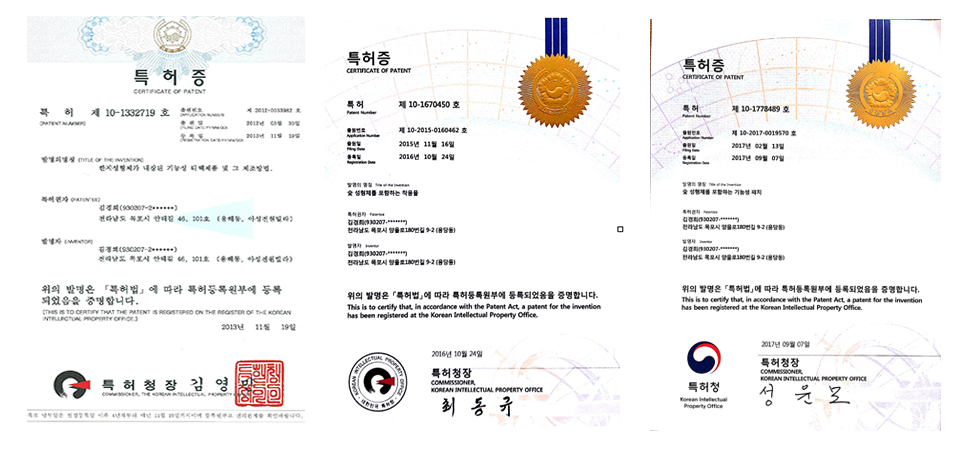 특 허 증
CERTIFICATE OF PATENT
특 허 제 10-1332719 호
(PATENT NUMBER)
출원번호 제 2012-0033982 호
(APPLICATION NUMBER)
출 원 일 2012년 03월 30일
(FILING DATE:YY/MM/DD)
등 록 일 2013년 11월 19일
(REGISTRATION DATE:YY/MM/DD)
발명의명칭 (TITLE OF THE INVENTION)
한지성형체가 내장된 기능성 티백제품 및 그 제조방법.
특허권자 (PATENTEE)
김경희(930207-2******)
전라남도 목포시 안태길 46, 101호 (용해동, 아성전원빌라)
발명자 (INVENTOR)
김경희(930207-2******)
전라남도 목포시 안태길 46, 101호 (용해동, 아성전원빌라)
위의 발명은 「특허법」에 따라 특허등록원부에 등록
되었음을 증명합니다.
(THIS IS TO CERTIFY THAT THE PATENT IS REGISTERED ON THE REGISTER OF THE KOREAN
INTELLECTUAL PROPERTY OFFICE.)
2013년 11월 19일
특 허 청 장 김 영
COMMISSIONER, THE KOREAN INTELLECTUAL PROPERTY
특허증
CERTIFICATE OF PATENT
특허 제 10-1670450 호
Patent Number
출원번호 제 10-2015-0160462 호
Application Number
출원일 2015년 11월 16일
Filing Date
등록일 2016년 10월 24일
Registration Date
발명의 명칭 Title of the Invention
숯 성형체를 포함하는 착용물
특허권자 Patentee
김경희(930207-*******)
전라남도 목포시 양을로180번길 9-2 (용당동)
발명자 Inventor
김경희(930207-*******)
전라남도 목포시 양을로180번길 9-2 (용당동)
위의 발명은 「특허법」에 따라 특허등록원부에 등록되었음을 증명합니다.
This is to certify that, in accordance with the Patent Act, a patent for the invention
has been registered at the Korean Intellectual Property Office.
2016년 10월 24일
특허청장
COMMISSIONER,
KOREAN INTELLECTUAL PROPERTY OFFICE
최 동 규
KOREAN INTELLECTUAL PROPERTY OFFICE
대한민국 특허청
특허증
CERTIFICATE OF PATENT
특허 제 10-1778489 호
Patent Number
출원번호 제 10-2017-0019570 호
Application Number
출원일 2017년 02월 13일
Filing Date
등록일 2017년 09월 07일
Registration Date
발명의 명칭 Title of the Invention
숯 성형체를 포함하는 기능성 패치
특허권자 Patentee
김경희(930207-*******)
전라남도 목포시 양을로180번길 9-2 (용당동)
발명자 Inventor
김경희(930207-*******)
전라남도 목포시 양을로180번길 9-2 (용당동)
위의 발명은 「특허법」에 따라 특허등록원부에 등록되었음을 증명합니다.
This is to certify that, in accordance with the Patent Act, a patent for the invention
has been registered at the Korean Intellectual Property Office.
2017년 09월 07일
특허청
Korean Intellectual
Property Office
특허청장
COMMISSIONER,
KOREAN INTELLECTUAL PROPERTY OFFICE
성 윤 모